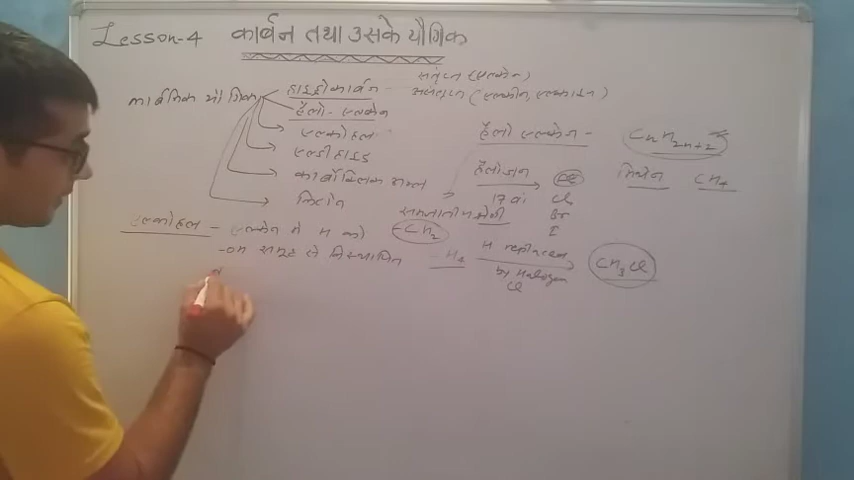 Lesson-4 कार्बन तथा उसके यौगिक
कार्बनिक यौगिक
हाइड्रोकार्बन
संतृप्त (एल्केन)
असंतृप्त (एल्कीन, एल्काइन)
हैलो-एल्केन
एल्कोहल
एल्डीहाइड
कार्बोक्सिलिक अम्ल
किटोन
हैलो एल्केन - CnH2n+2
हैलोजन
17 वां
Cl
Br
I
मिथेन CH4
समजातीय श्रेणी
-CH2
एल्कोहल - एल्केन में H को
-OH समूह से विस्थापित
H replaced
by Halogen
Cl
CH3Cl